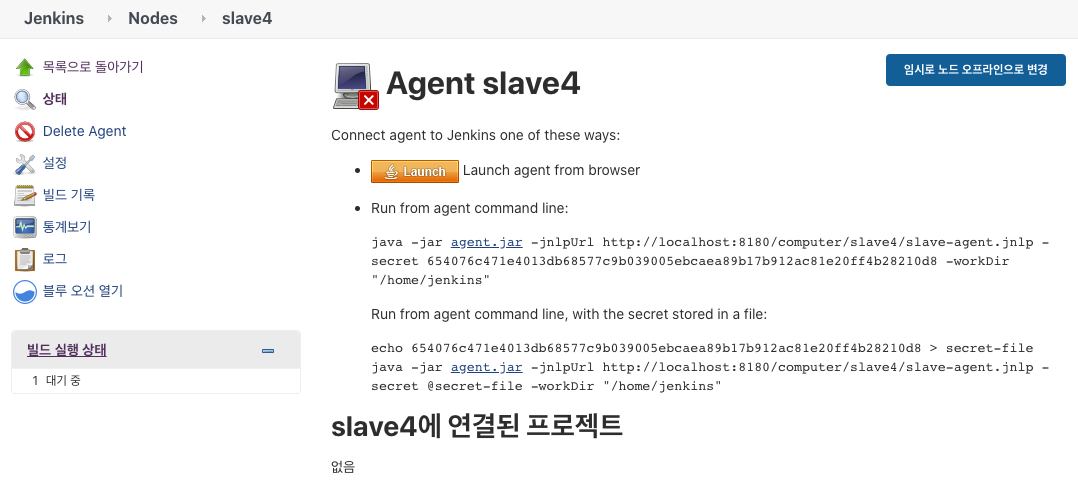 Jenkins Nodes slave4
목록으로 돌아가기
상태
Delete Agent
설정
빌드 기록
통계보기
로그
블루 오션 열기
빌드 실행 상태
1 대기 중
Agent slave4
임시로 노드 오프라인으로 변경
Connect agent to Jenkins one of these ways:
Launch Launch agent from browser
Run from agent command line:
java -jar agent.jar -jnlpUrl http://localhost:8180/computer/slave4/slave-agent.jnlp -
secret 654076c471e4013db68577c9b039005ebcaea89b17b912ac81e20ff4b28210d8 -workDir
"/home/jenkins"
Run from agent command line, with the secret stored in a file:
echo 654076c471e4013db68577c9b039005ebcaea89b17b912ac81e20ff4b28210d8 > secret-file
java -jar agent.jar -jnlpUrl http://localhost:8180/computer/slave4/slave-agent.jnlp -
secret @secret-file -workDir "/home/jenkins"
slave4에 연결된 프로젝트
없음